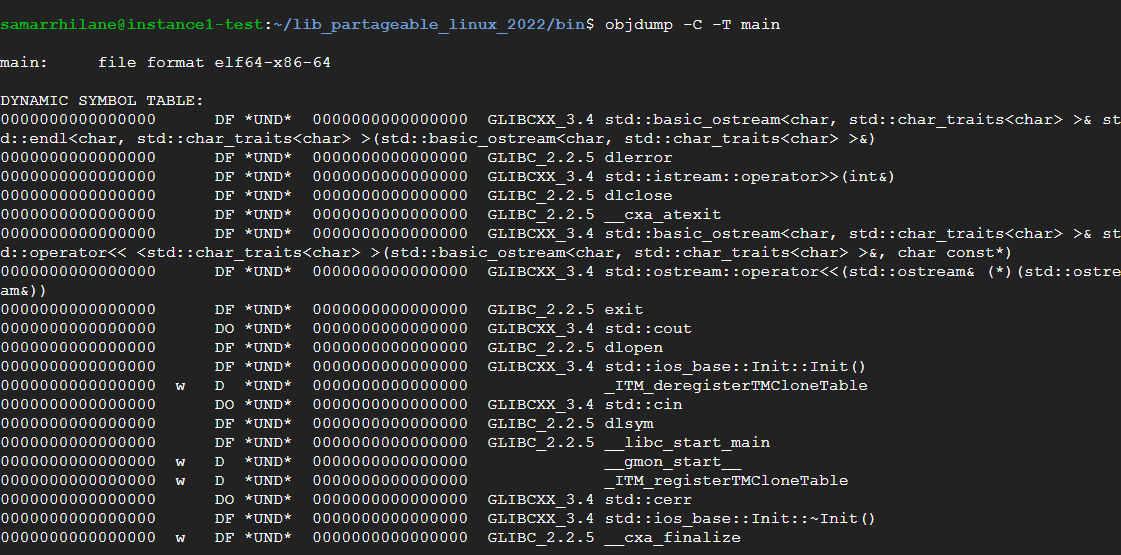 samarrhilane@instance1-test:~/lib_partageable_linux_2022/bin$ objdump -C -T main
main:     file format elf64-x86-64
DYNAMIC SYMBOL TABLE:
0000000000000000      DF *UND*  0000000000000000  GLIBCXX_3.4 std::basic_ostream<char, std::char_traits<char> >& st
d::endl<char, std::char_traits<char> >(std::basic_ostream<char, std::char_traits<char> >&)
0000000000000000      DF *UND*  0000000000000000  GLIBC_2.2.5 dlerror
0000000000000000      DF *UND*  0000000000000000  GLIBCXX_3.4 std::istream::operator>>(int&)
0000000000000000      DF *UND*  0000000000000000  GLIBC_2.2.5 dlclose
0000000000000000      DF *UND*  0000000000000000  GLIBC_2.2.5 __cxa_atexit
0000000000000000      DF *UND*  0000000000000000  GLIBCXX_3.4 std::basic_ostream<char, std::char_traits<char> >& st
d::operator<< <std::char_traits<char> >(std::basic_ostream<char, std::char_traits<char> >&, char const*)
0000000000000000      DF *UND*  0000000000000000  GLIBCXX_3.4 std::ostream::operator<<(std::ostream& (*)(std::ostre
am&))
0000000000000000      DF *UND*  0000000000000000  GLIBC_2.2.5 exit
0000000000000000      DO *UND*  0000000000000000  GLIBCXX_3.4 std::cout
0000000000000000      DF *UND*  0000000000000000  GLIBC_2.2.5 dlopen
0000000000000000      DF *UND*  0000000000000000  GLIBCXX_3.4 std::ios_base::Init::Init()
0000000000000000  w   D  *UND*  0000000000000000              _ITM_deregisterTMCloneTable
0000000000000000      DO *UND*  0000000000000000  GLIBCXX_3.4 std::cin
0000000000000000      DF *UND*  0000000000000000  GLIBC_2.2.5 dlsym
0000000000000000      DF *UND*  0000000000000000  GLIBC_2.2.5 __libc_start_main
0000000000000000  w   D  *UND*  0000000000000000              __gmon_start__
0000000000000000  w   D  *UND*  0000000000000000              _ITM_registerTMCloneTable
0000000000000000      DO *UND*  0000000000000000  GLIBCXX_3.4 std::cerr
0000000000000000      DF *UND*  0000000000000000  GLIBCXX_3.4 std::ios_base::Init::~Init()
0000000000000000  w   DF *UND*  0000000000000000  GLIBC_2.2.5 __cxa_finalize